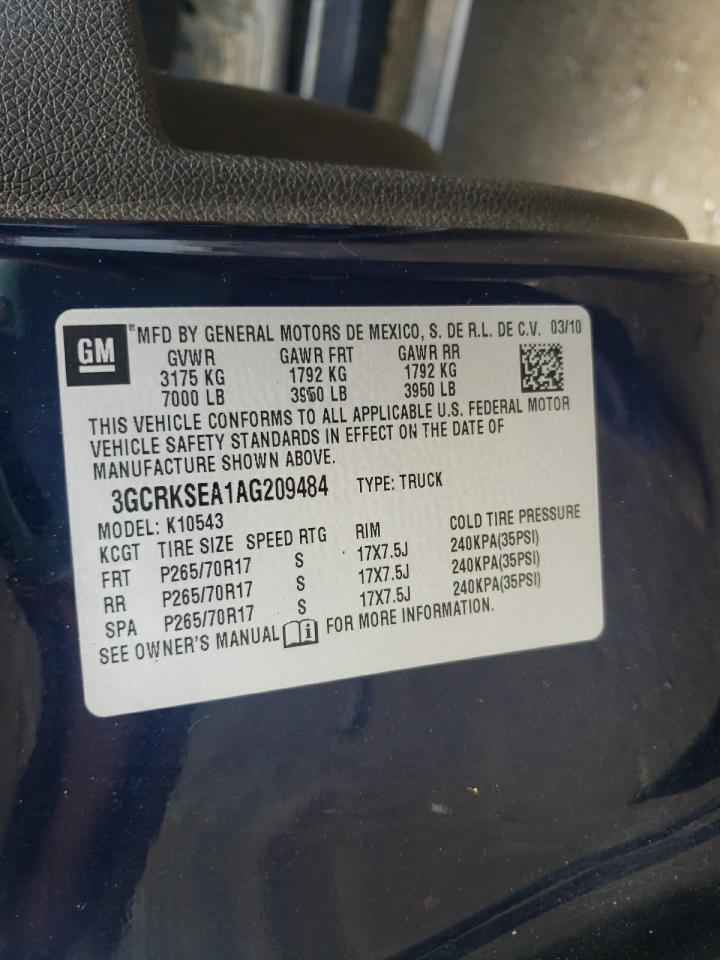 GM ® MFD BY GENERAL MOTORS DE MEXICO, S. DE R.L. DE C.V. 03/10
GVWR GAWR FRT GAWR RR
3175 KG 1792 KG 1792 KG
7000 LB 3950 LB 3950 LB
THIS VEHICLE CONFORMS TO ALL APPLICABLE U.S. FEDERAL MOTOR
VEHICLE SAFETY STANDARDS IN EFFECT ON THE DATE OF
MANUFACTURE SHOWN ABOVE.
3GCRKSEA1AG209484 TYPE: TRUCK
MODEL: K10543
KCGT TIRE SIZE SPEED RTG RIM COLD TIRE PRESSURE
FRT P265/70R17 S 17X7.5J 240KPA(35PSI)
RR P265/70R17 S 17X7.5J 240KPA(35PSI)
SPA P265/70R17 S 17X7.5J 240KPA(35PSI)
SEE OWNER'S MANUAL i FOR MORE INFORMATION.